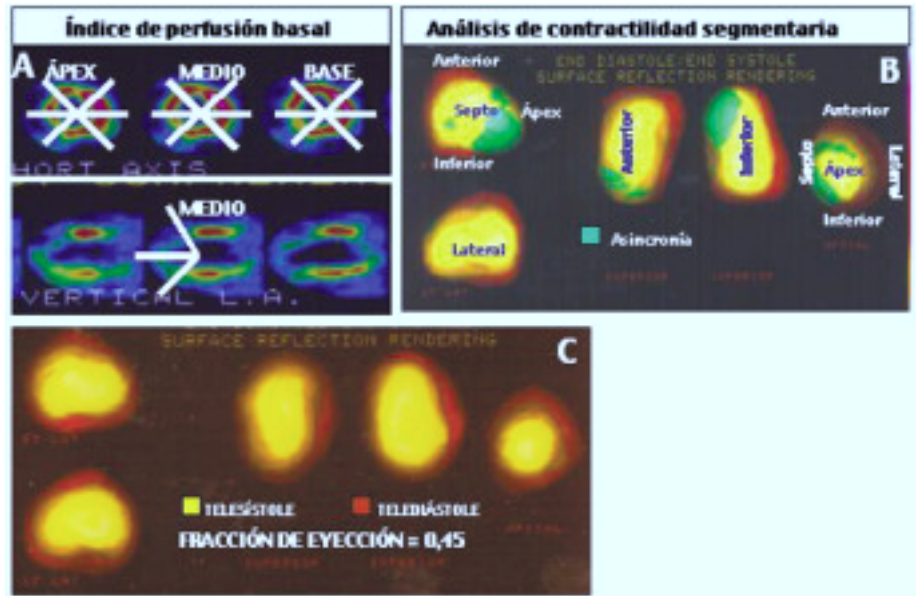 Índice de perfusión basal
A
ÁPEX MEDIO BASE
HORT AXIS
MEDIO
VERTICAL L.A.
Análisis de contractilidad segmentaria
B
END DIASTOLE/END SYSTOLE
SURFACE REFLECTION RENDERING
Anterior
Septo
Ápex
Inferior
Anterior
Inferior
Anterior
Septo
Ápex
Lateral
Inferior
Lateral
Asincronía
C
SURFACE REFLECTION RENDERING
TELESÍSTOLE
TELEDIÁSTOLE
FRACCIÓN DE EYECCIÓN = 0,45